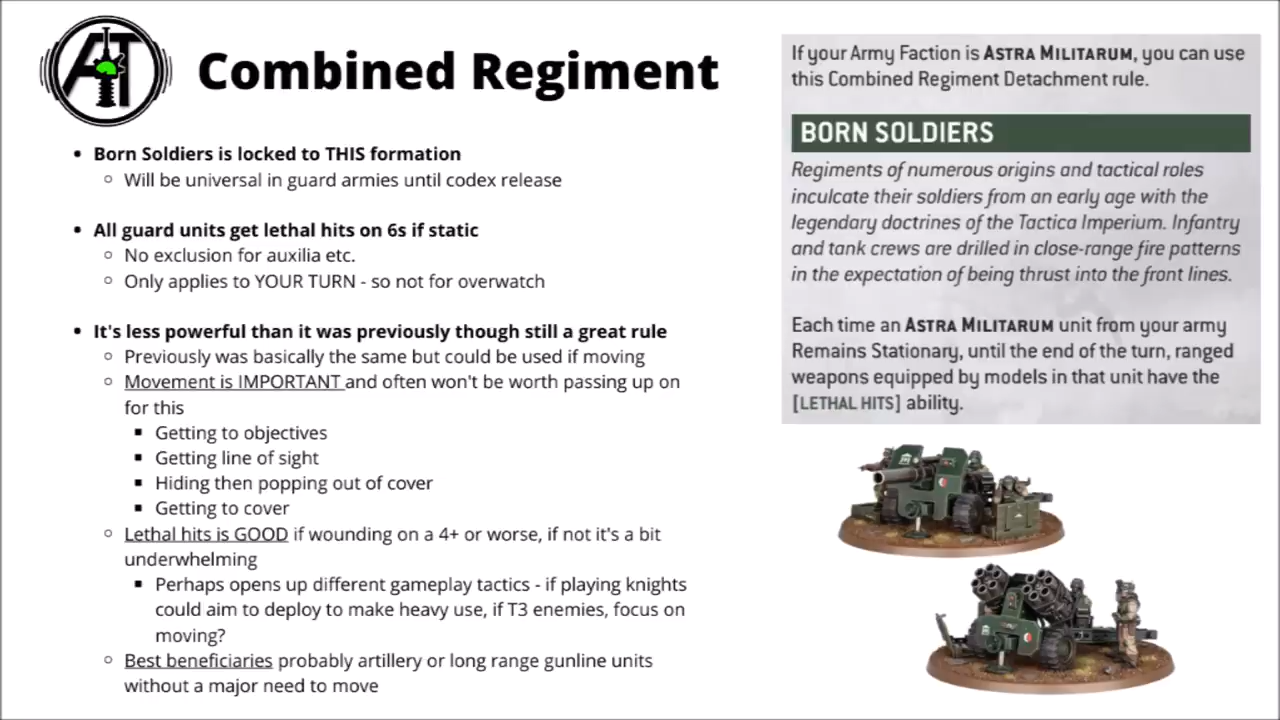 AT
Combined Regiment
• Born Soldiers is locked to THIS formation
○ Will be universal in guard armies until codex release
• All guard units get lethal hits on 6s if static
○ No exclusion for auxilia etc.
○ Only applies to YOUR TURN - so not for overwatch
• It's less powerful than it was previously though still a great rule
○ Previously was basically the same but could be used if moving
○ Movement is IMPORTANT and often won't be worth passing up on
for this
▪ Getting to objectives
▪ Getting line of sight
▪ Hiding then popping out of cover
▪ Getting to cover
○ Lethal hits is GOOD if wounding on a 4+ or worse, if not it's a bit
underwhelming
▪ Perhaps opens up different gameplay tactics - if playing knights
could aim to deploy to make heavy use, if T3 enemies, focus on
moving?
○ Best beneficiaries probably artillery or long range gunline units
without a major need to move
If your Army Faction is ASTRA MILITARUM, you can use
this Combined Regiment Detachment rule.
BORN SOLDIERS
Regiments of numerous origins and tactical roles
inculcate their soldiers from an early age with the
legendary doctrines of the Tactica Imperium. Infantry
and tank crews are drilled in close-range fire patterns
in the expectation of being thrust into the front lines.
Each time an ASTRA MILITARUM unit from your army
Remains Stationary, until the end of the turn, ranged
weapons equipped by models in that unit have the
[LETHAL HITS] ability.